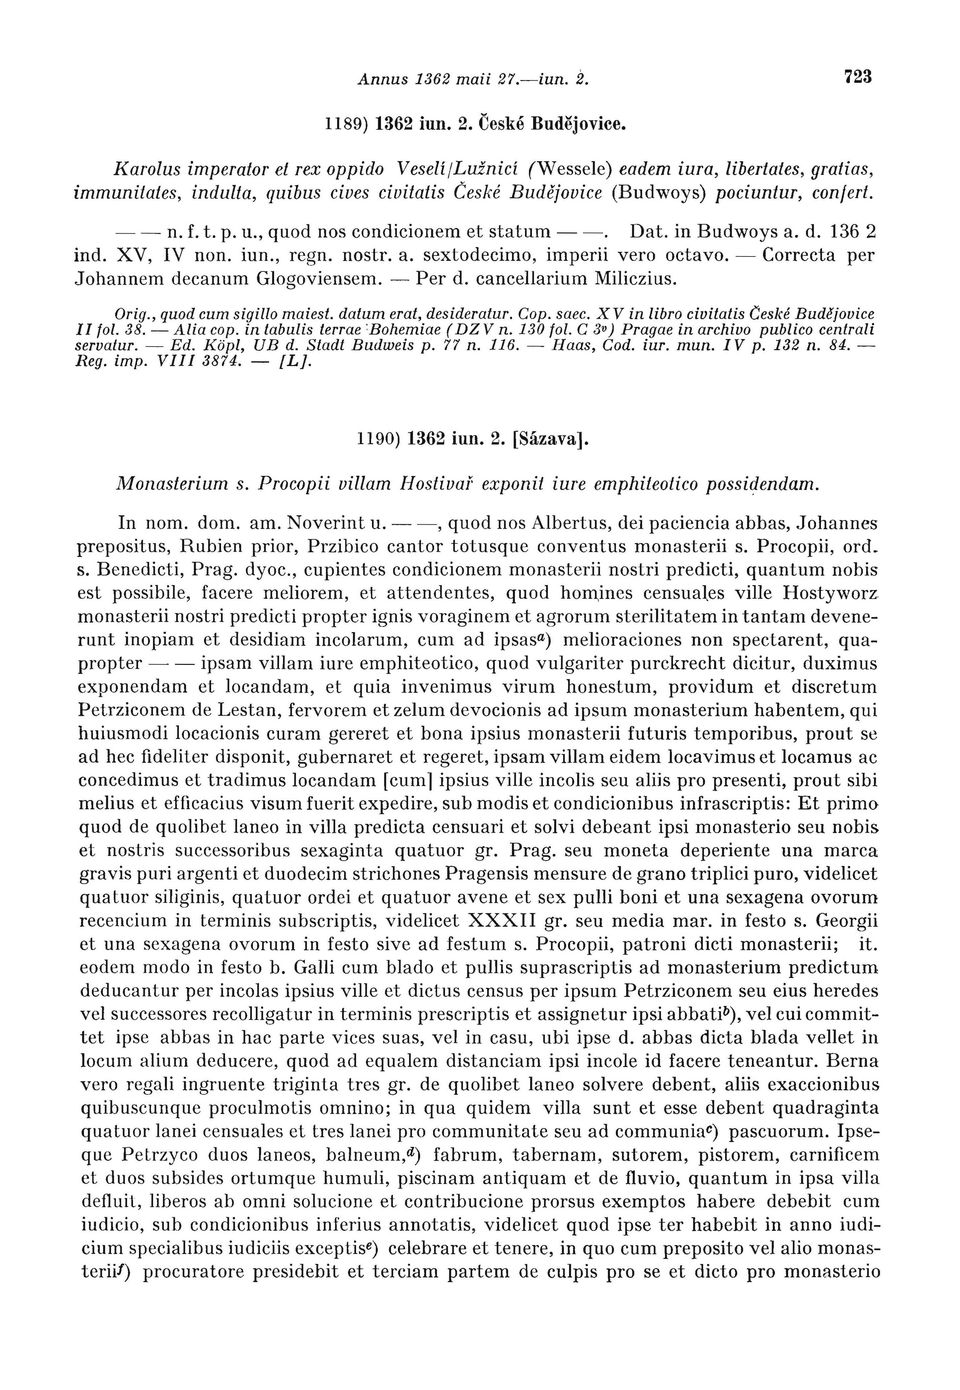 Annus 1362 maii 27.—iun. 2. 723
1189) 1362 iun. 2. České Budějovice.
Karolus imperator et rex oppido Veselí/Lužnicí (Wessele) eadem iura, libertates, gratias,
immunitates, indulta, quibus cives civitatis České Budějovice (Budwoys) pociuntur, confert.
— — n. f. t. p. u., quod nos condicionem et statum — —. Dat. in Budwoys a. d. 136 2
ind. XV, IV non. iun., regn. nostr. a. sextodecimo, imperii vero octavo. — Correcta per
Johannem decanum Glogoviensem. — Per d. cancellarium Miliczius.
Orig., quod cum sigillo maiest. datum erat, desideratur. Cop. saec. XV in libro civitatis České Budějovice
II fol. 38. — Alia cop. in tabulis terrae Bohemiae (DZV n. 130 fol. C 3v) Pragae in archivo publico centrali
servatur. — Ed. Köpl, UB d. Stadt Budweis p. 77 n. 116. — Haas, Cod. iur. mun. IV p. 132 n. 84. —
Reg. imp. VIII 3874. — [L].
1190) 1362 iun. 2. [Sázava].
Monasterium s. Procopii villam Hostivař exponit iure emphiteotico possidendam.
In nom. dom. am. Noverint u. — —, quod nos Albertus, dei paciencia abbas, Johannes
prepositus, Rubien prior, Przibico cantor totusque conventus monasterii s. Procopii, ord.
s. Benedicti, Prag. dyoc., cupientes condicionem monasterii nostri predicti, quantum nobis
est possibile, facere meliorem, et attendentes, quod homines censuales ville Hostyworz
monasterii nostri predicti propter ignis voraginem et agrorum sterilitatem in tantam devene-
runt inopiam et desidiam incolarum, cum ad ipsasa) melioraciones non spectarent, qua-
propter — — ipsam villam iure emphiteotico, quod vulgariter purckrecht dicitur, duximus
exponendam et locandam, et quia invenimus virum honestum, providum et discretum
Petrziconem de Lestan, fervorem et zelum devocionis ad ipsum monasterium habentem, qui
huiusmodi locacionis curam gereret et bona ipsius monasterii futuris temporibus, prout se
ad hec fideliter disponit, gubernaret et regeret, ipsam villam eidem locavimus et locamus ac
concedimus et tradimus locandam [cum] ipsius ville incolis seu aliis pro presenti, prout sibi
melius et efficacius visum fuerit expedire, sub modis et condicionibus infrascriptis: Et primo
quod de quolibet laneo in villa predicta censuari et solvi debeant ipsi monasterio seu nobis
et nostris successoribus sexaginta quatuor gr. Prag. seu moneta deperiente una marca
gravis puri argenti et duodecim strichones Pragensis mensure de grano triplici puro, videlicet
quatuor siliginis, quatuor ordei et quatuor avene et sex pulli boni et una sexagena ovorum
recencium in terminis subscriptis, videlicet XXXII gr. seu media mar. in festo s. Georgii
et una sexagena ovorum in festo sive ad festum s. Procopii, patroni dicti monasterii; it.
eodem modo in festo b. Galli cum blado et pullis suprascriptis ad monasterium predictum
deducantur per incolas ipsius ville et dictus census per ipsum Petrziconem seu eius heredes
vel successores recolligatur in terminis prescriptis et assignetur ipsi abbatib), vel cui commit-
tet ipse abbas in hac parte vices suas, vel in casu, ubi ipse d. abbas dicta blada vellet in
locum alium deducere, quod ad equalem distanciam ipsi incole id facere teneantur. Berna
vero regali ingruente triginta tres gr. de quolibet laneo solvere debent, aliis exaccionibus
quibuscunque proculmotis omnino; in qua quidem villa sunt et esse debent quadraginta
quatuor lanei censuales et tres lanei pro communitate seu ad communiac) pascuorum. Ipse-
que Petrzyco duos laneos, balneum,d) fabrum, tabernam, sutorem, pistorem, carnificem
et duos subsides ortumque humuli, piscinam antiquam et de fluvio, quantum in ipsa villa
defluit, liberos ab omni solucione et contribucione prorsus exemptos habere debebit cum
iudicio, sub condicionibus inferius annotatis, videlicet quod ipse ter habebit in anno iudi-
cium specialibus iudiciis exceptise) celebrare et tenere, in quo cum preposito vel alio monas-
teriif) procuratore presidebit et terciam partem de culpis pro se et dicto pro monasterio